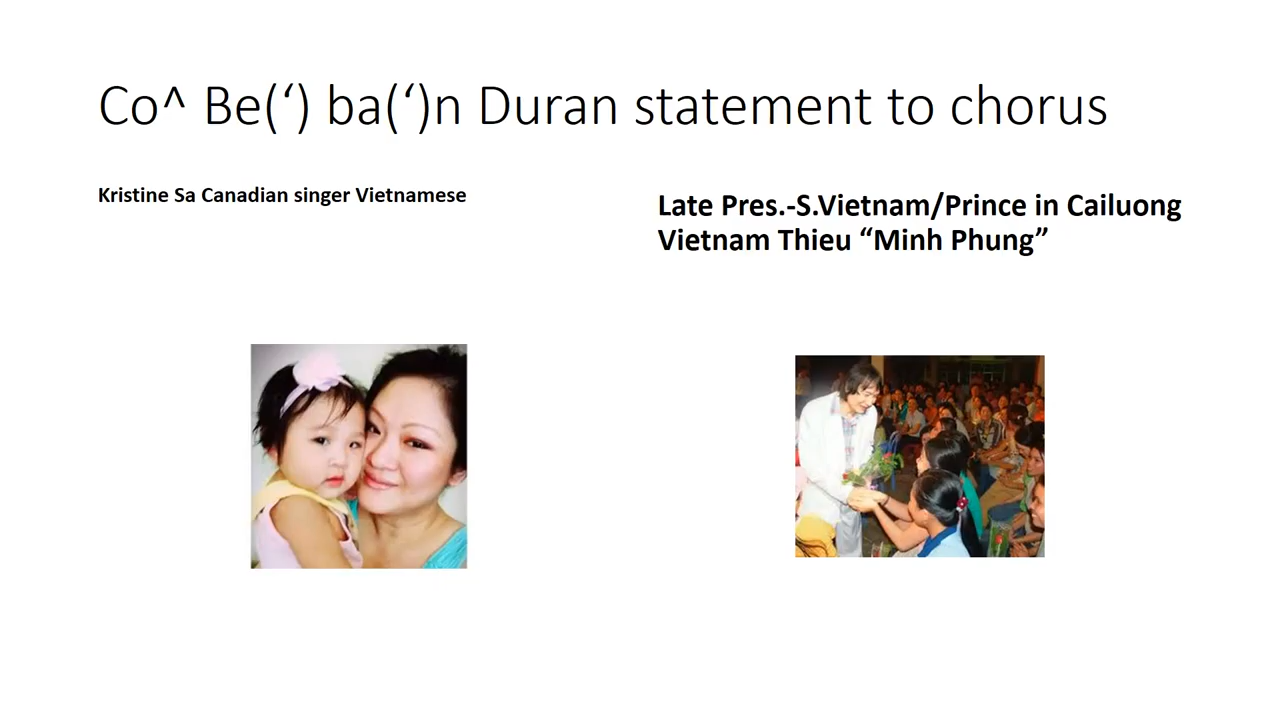 Co^ Be(‘) ba(‘)n Duran statement to chorus
Kristine Sa Canadian singer Vietnamese
Late Pres.-S.Vietnam/Prince in Cailuong
Vietnam Thieu “Minh Phung”